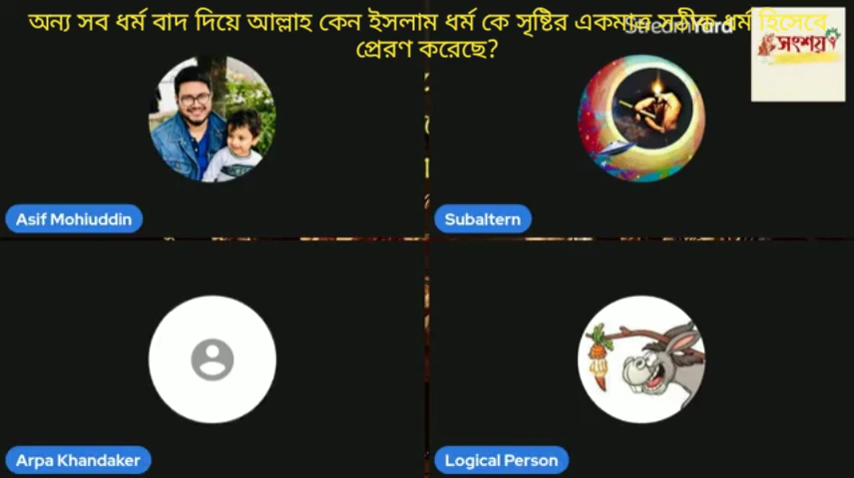 অন্য সব ধর্ম বাদ দিয়ে আল্লাহ কেন ইসলাম ধর্ম কে সৃষ্টির একমাত্র সঠিক ধর্ম হিসেবে
প্রেরণ করেছে?
StreamYard
সংশয়
Asif Mohiuddin
Subaltern
Arpa Khandaker
Logical Person